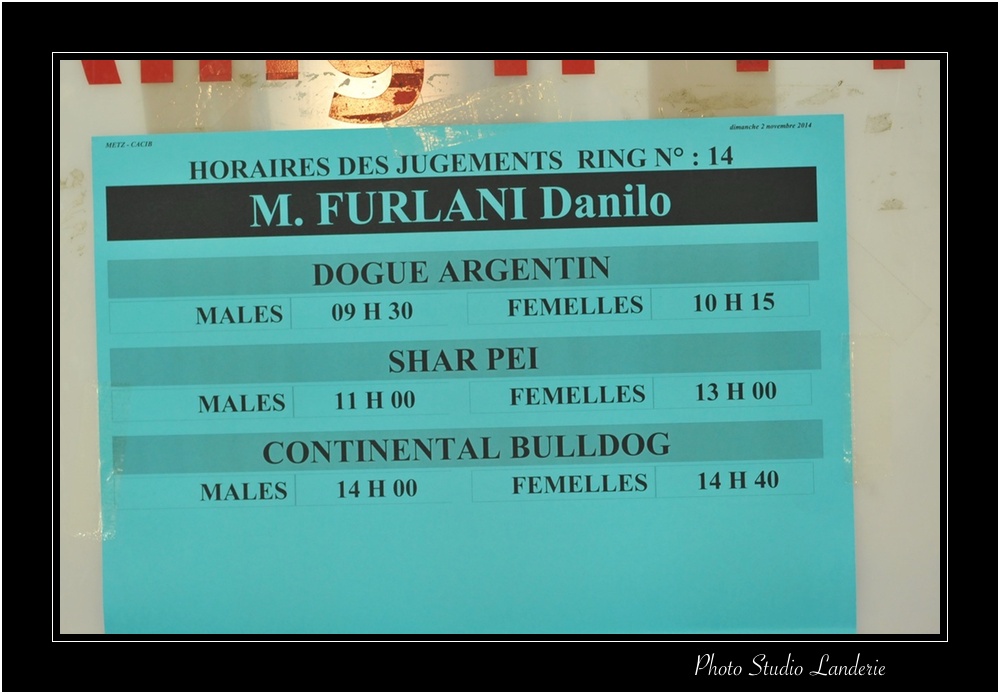 METZ - CACIB
dimanche 2 novembre 2014
HORAIRES DES JUGEMENTS RING N° : 14
M. FURLANI Danilo
DOGUE ARGENTIN
MALES 09 H 30 FEMELLES 10 H 15
SHAR PEI
MALES 11 H 00 FEMELLES 13 H 00
CONTINENTAL BULLDOG
MALES 14 H 00 FEMELLES 14 H 40
Photo Studio Landerie